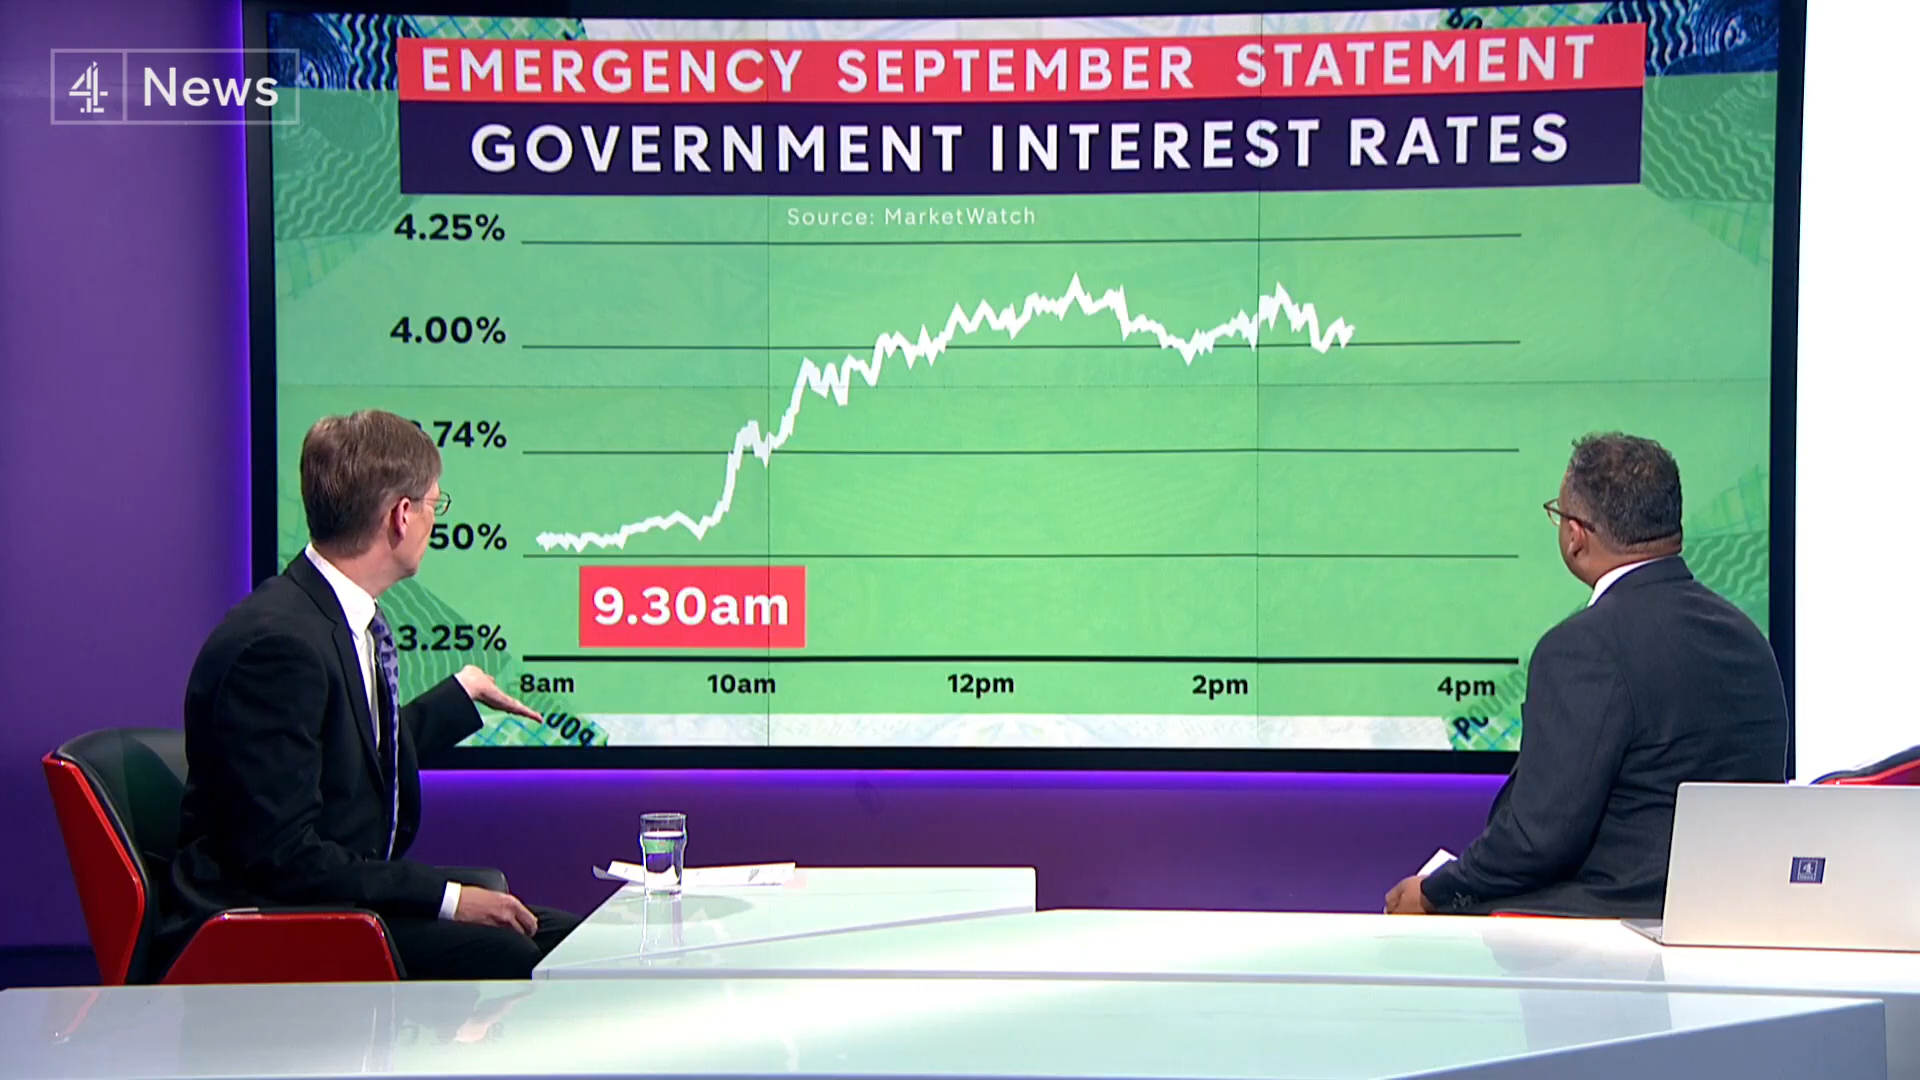 4 News
EMERGENCY SEPTEMBER STATEMENT
GOVERNMENT INTEREST RATES
Source: MarketWatch
4.25%
4.00%
.74%
50%
3.25%
9.30am
8am 10am 12pm 2pm 4pm